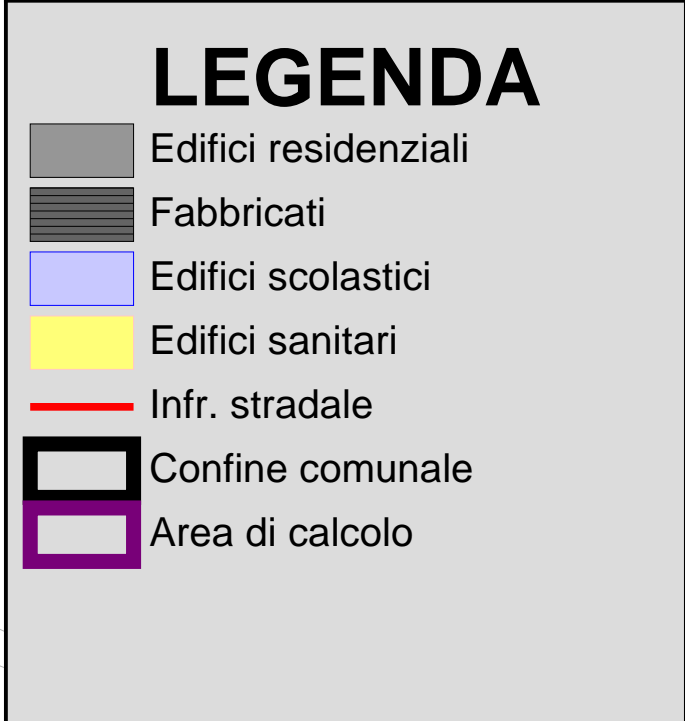 LEGENDA
Edifici residenziali
Fabbricati
Edifici scolastici
Edifici sanitari
Infr. stradale
Confine comunale
Area di calcolo